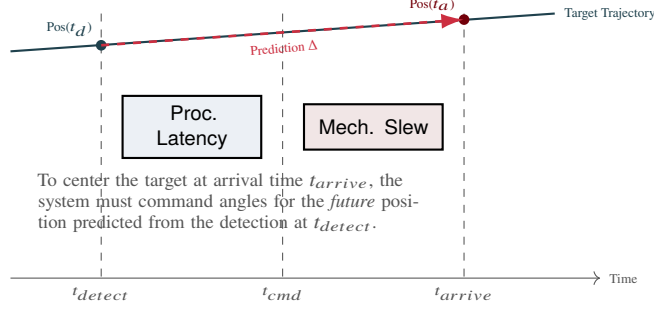 Pos(t_a)
Target Trajectory
Pos(t_d)
Prediction Δ
Proc.
Latency
Mech. Slew
To center the target at arrival time t_arrive, the
system must command angles for the future posi-
tion predicted from the detection at t_detect.
Time
t_detect
t_cmd
t_arrive